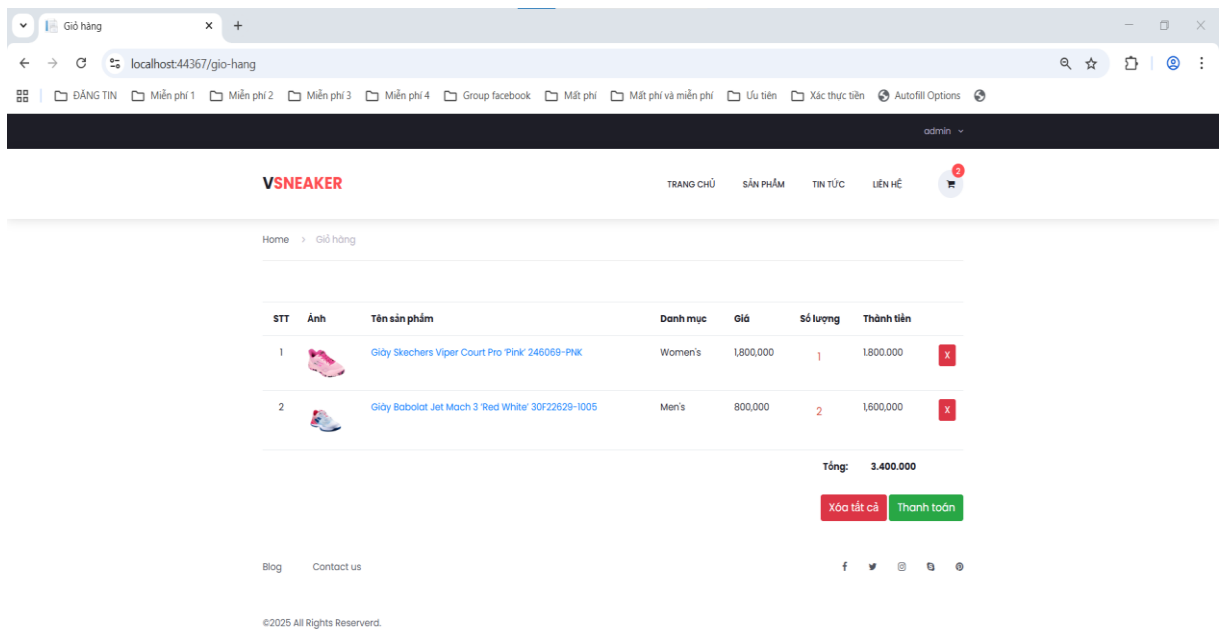 Giỏ hàng
localhost:44367/gio-hang
ĐĂNG TIN Miễn phí 1 Miễn phí 2 Miễn phí 3 Miễn phí 4 Group facebook Mất phí Mất phí và miễn phí Ưu tiên Xác thực tiền Autofill Options
admin
2
VSNEAKER TRANG CHỦ SẢN PHẨM TIN TỨC LIÊN HỆ
Home > Giỏ hàng
STT Ảnh Tên sản phẩm Danh mục Giá Số lượng Thành tiền
1 Giày Skechers Viper Court Pro 'Pink' 246069-PNK Women's 1,800,000 1 1.800.000 X
2 Giày Babolat Jet Mach 3 'Red White' 30F22629-1005 Men's 800,000 2 1,600,000 X
Tổng: 3.400.000
Xóa tất cả Thanh toán
Blog Contact us
©2025 All Rights Reserverd.